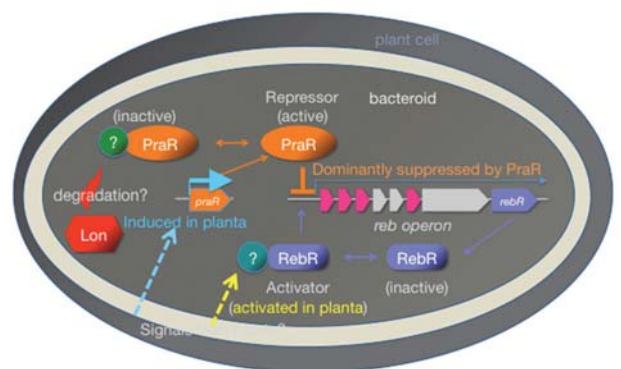 plant cell
(inactive)
Repressor
(active)
bacteroid
?
PraR
PraR
Dominantly suppressed by PraR
degradation?
praR
rebR
Induced in planta
reb operon
Lon
?
RebR
RebR
Activator
(inactive)
(activated in planta)
Signals